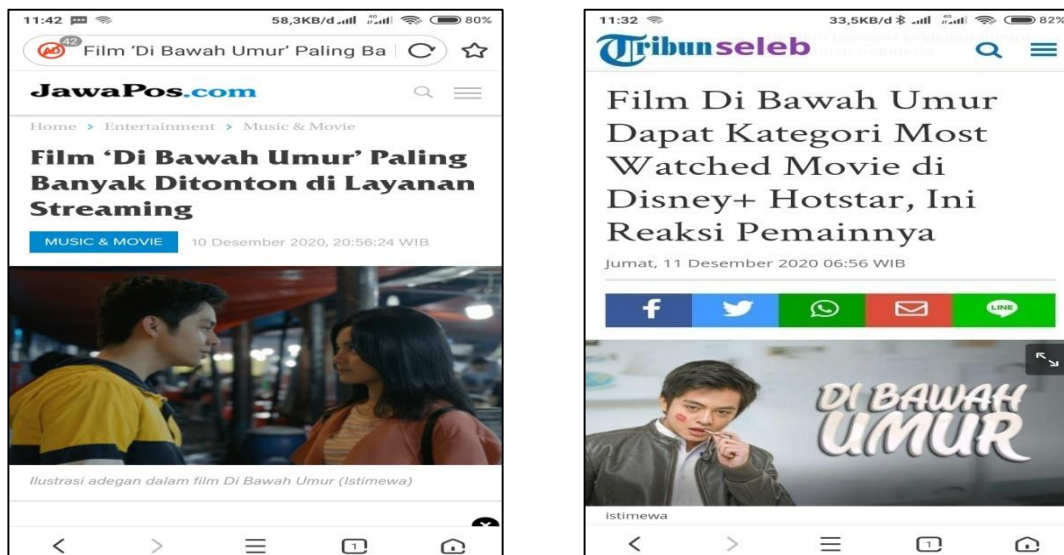 11:42
58,3KB/d
80%
42
Film ‘Di Bawah Umur’ Paling Ba
JawaPos.com
Home > Entertainment > Music & Movie
Film ‘Di Bawah Umur’ Paling
Banyak Ditonton di Layanan
Streaming
MUSIC & MOVIE
10 Desember 2020, 20:56:24 WIB
Ilustrasi adegan dalam film Di Bawah Umur (Istimewa)
1
11:32
33,5KB/d
82%
Tribunseleb
Film Di Bawah Umur
Dapat Kategori Most
Watched Movie di
Disney+ Hotstar, Ini
Reaksi Pemainnya
Jumat, 11 Desember 2020 06:56 WIB
LINE
DI BAWAH
UMUR
istimewa
1